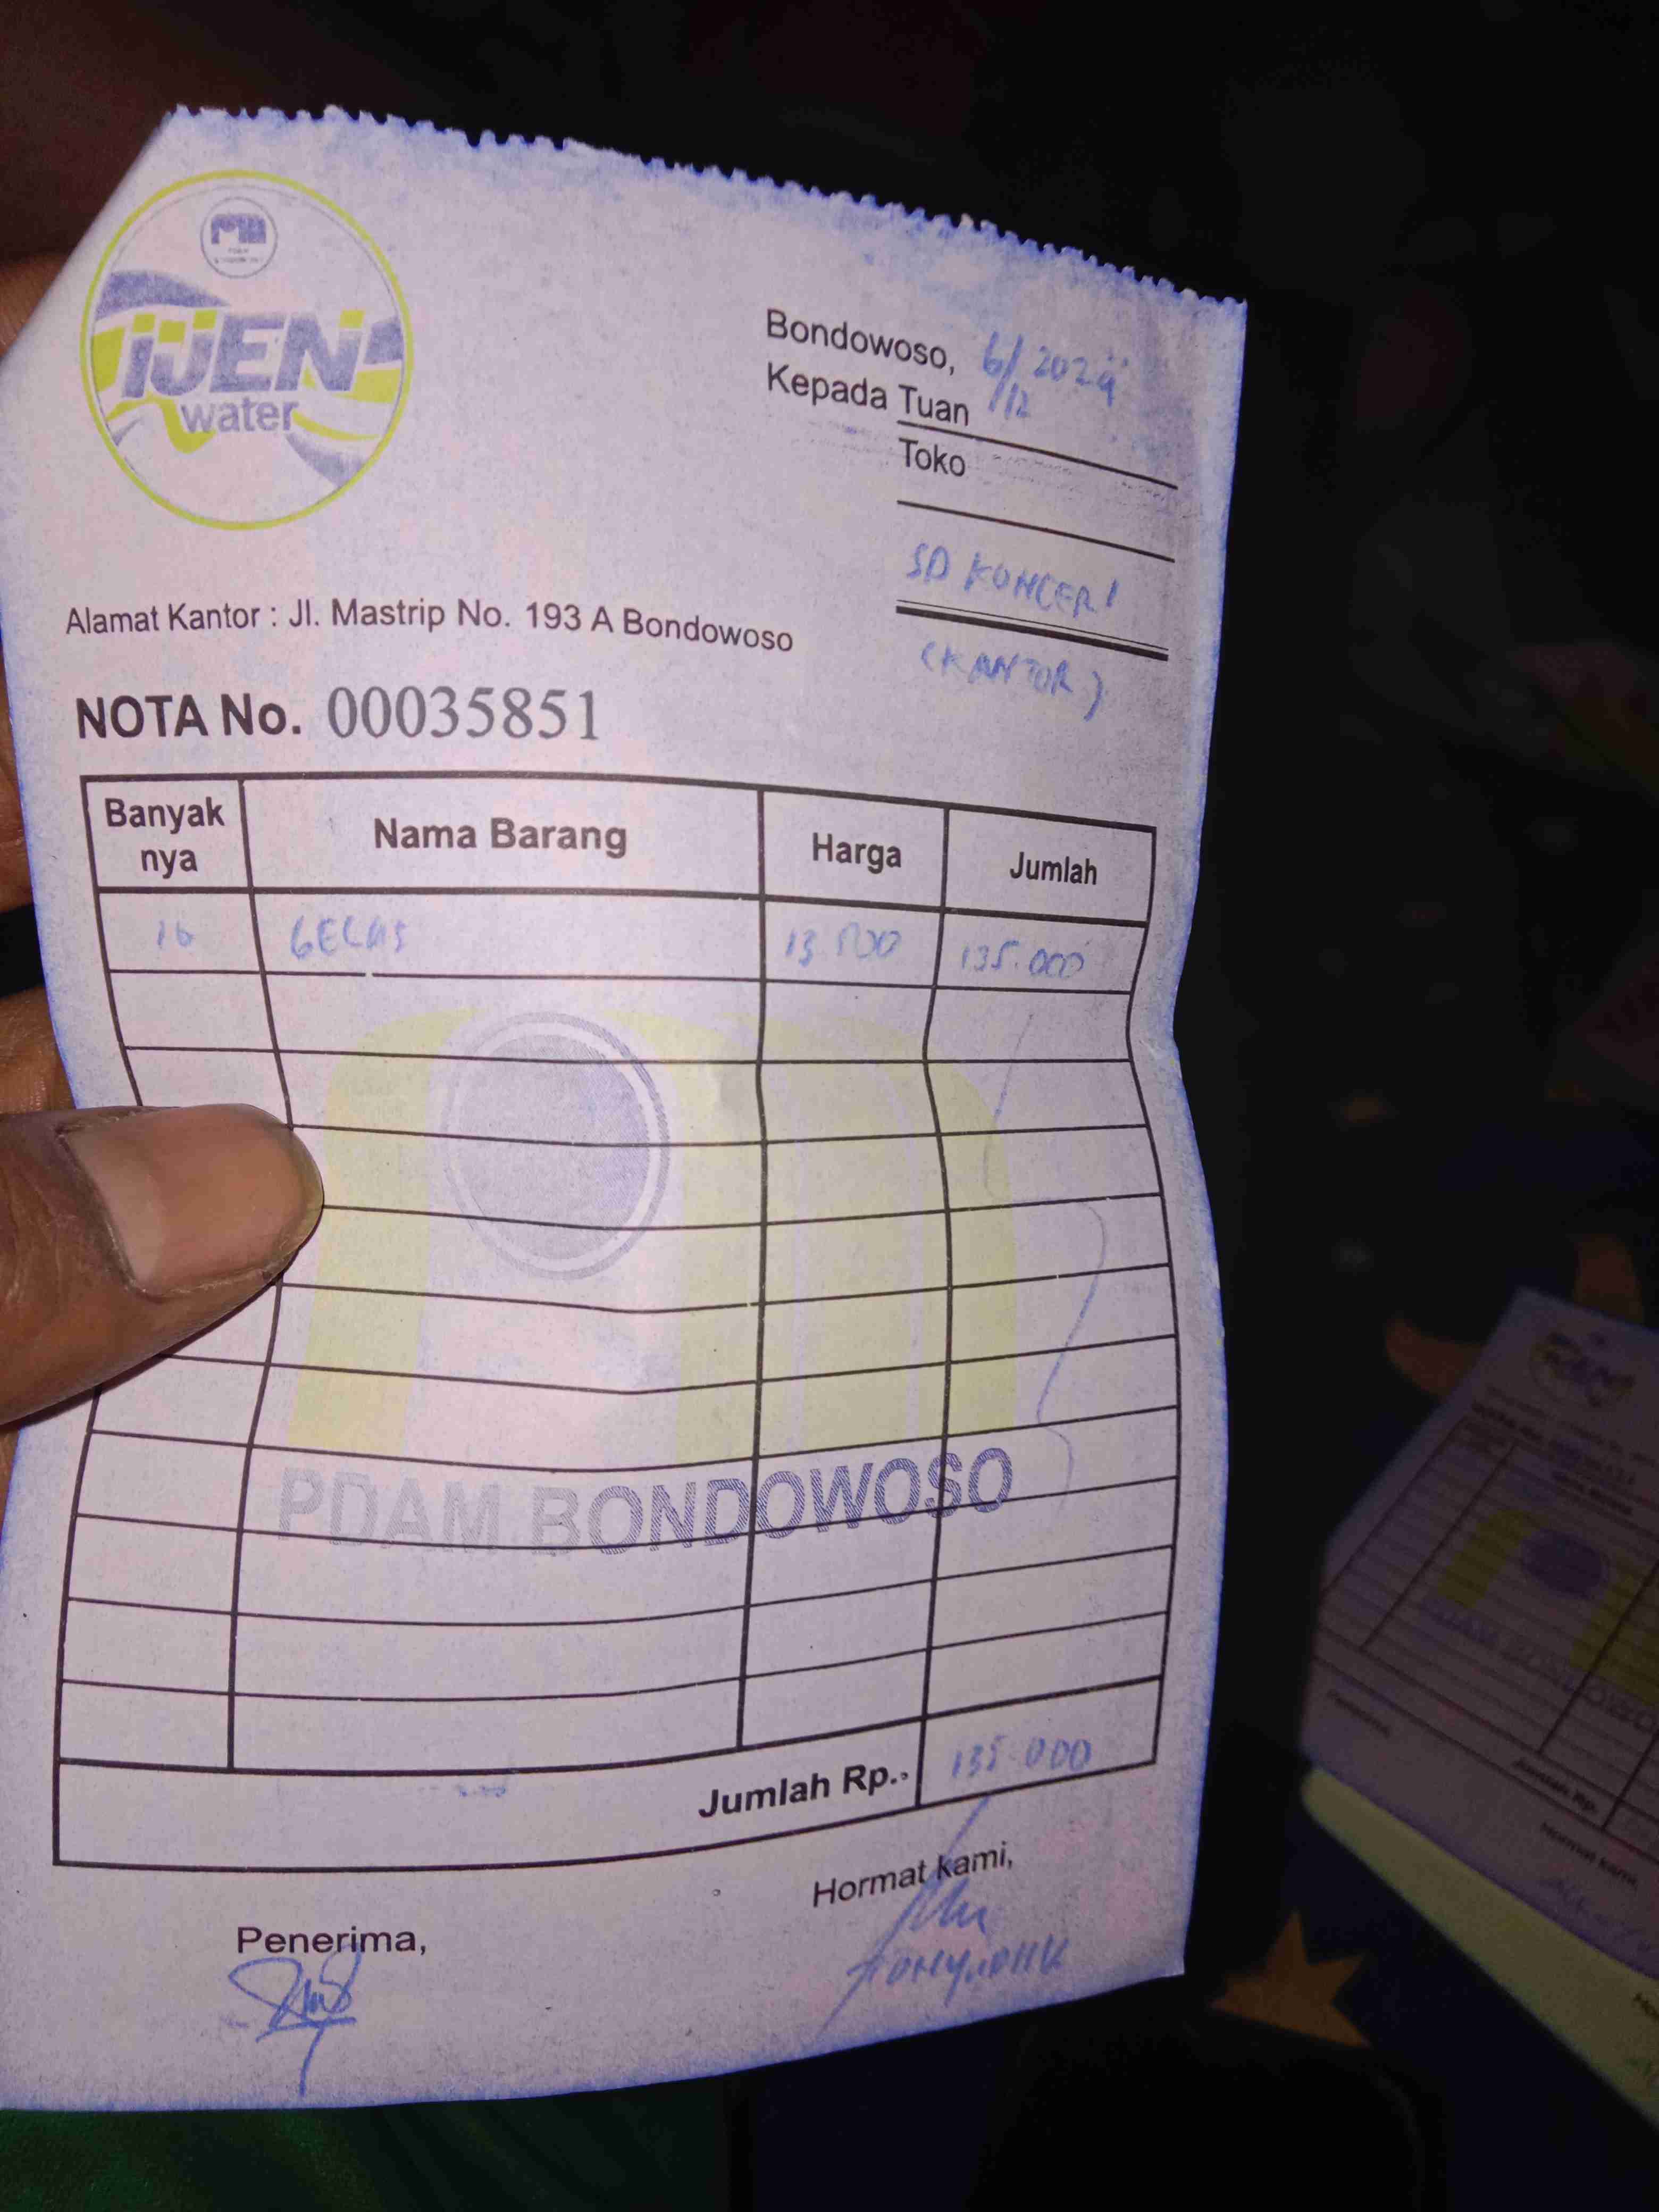 iJEN
water
Bondowoso, 6/12 2024
Kepada Tuan
Toko
SD KONCER 1
(KANTOR)
Alamat Kantor : Jl. Mastrip No. 193 A Bondowoso
NOTA No. 00035851
Banyak nya Nama Barang Harga Jumlah
10 GELAS 13.500 135.000
PDAM BONDOWOSO
Jumlah Rp. 135.000
Penerima,
Hormat kami,